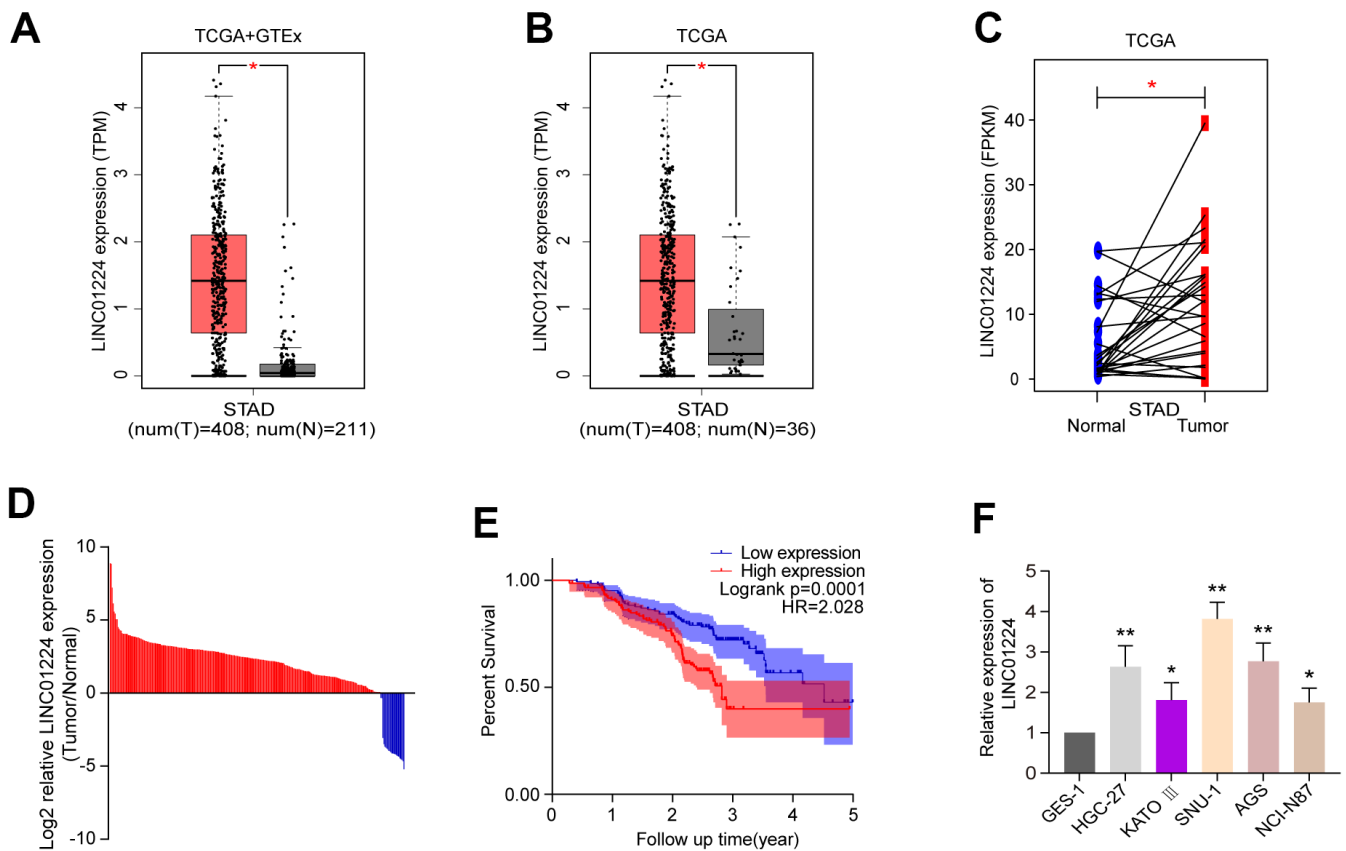 A
TCGA+GTEx
*
LINC01224 expression (TPM)
4
3
2
1
0
STAD
(num(T)=408; num(N)=211)
B
TCGA
*
LINC01224 expression (TPM)
4
3
2
1
0
STAD
(num(T)=408; num(N)=36)
C
TCGA
*
LINC01224 expression (FPKM)
40
30
20
10
0
STAD
Normal
Tumor
D
Log2 relative LINC01224 expression
(Tumor/Normal)
10
5
0
-5
-10
E
Low expression
High expression
Logrank p=0.0001
HR=2.028
Percent Survival
1.00
0.50
0.00
0 1 2 3 4 5
Follow up time(year)
F
Relative expression of
LINC01224
5
4
3
2
1
0
**
*
**
**
*
GES-1
HGC-27
KATO Ⅲ
SNU-1
AGS
NCI-N87